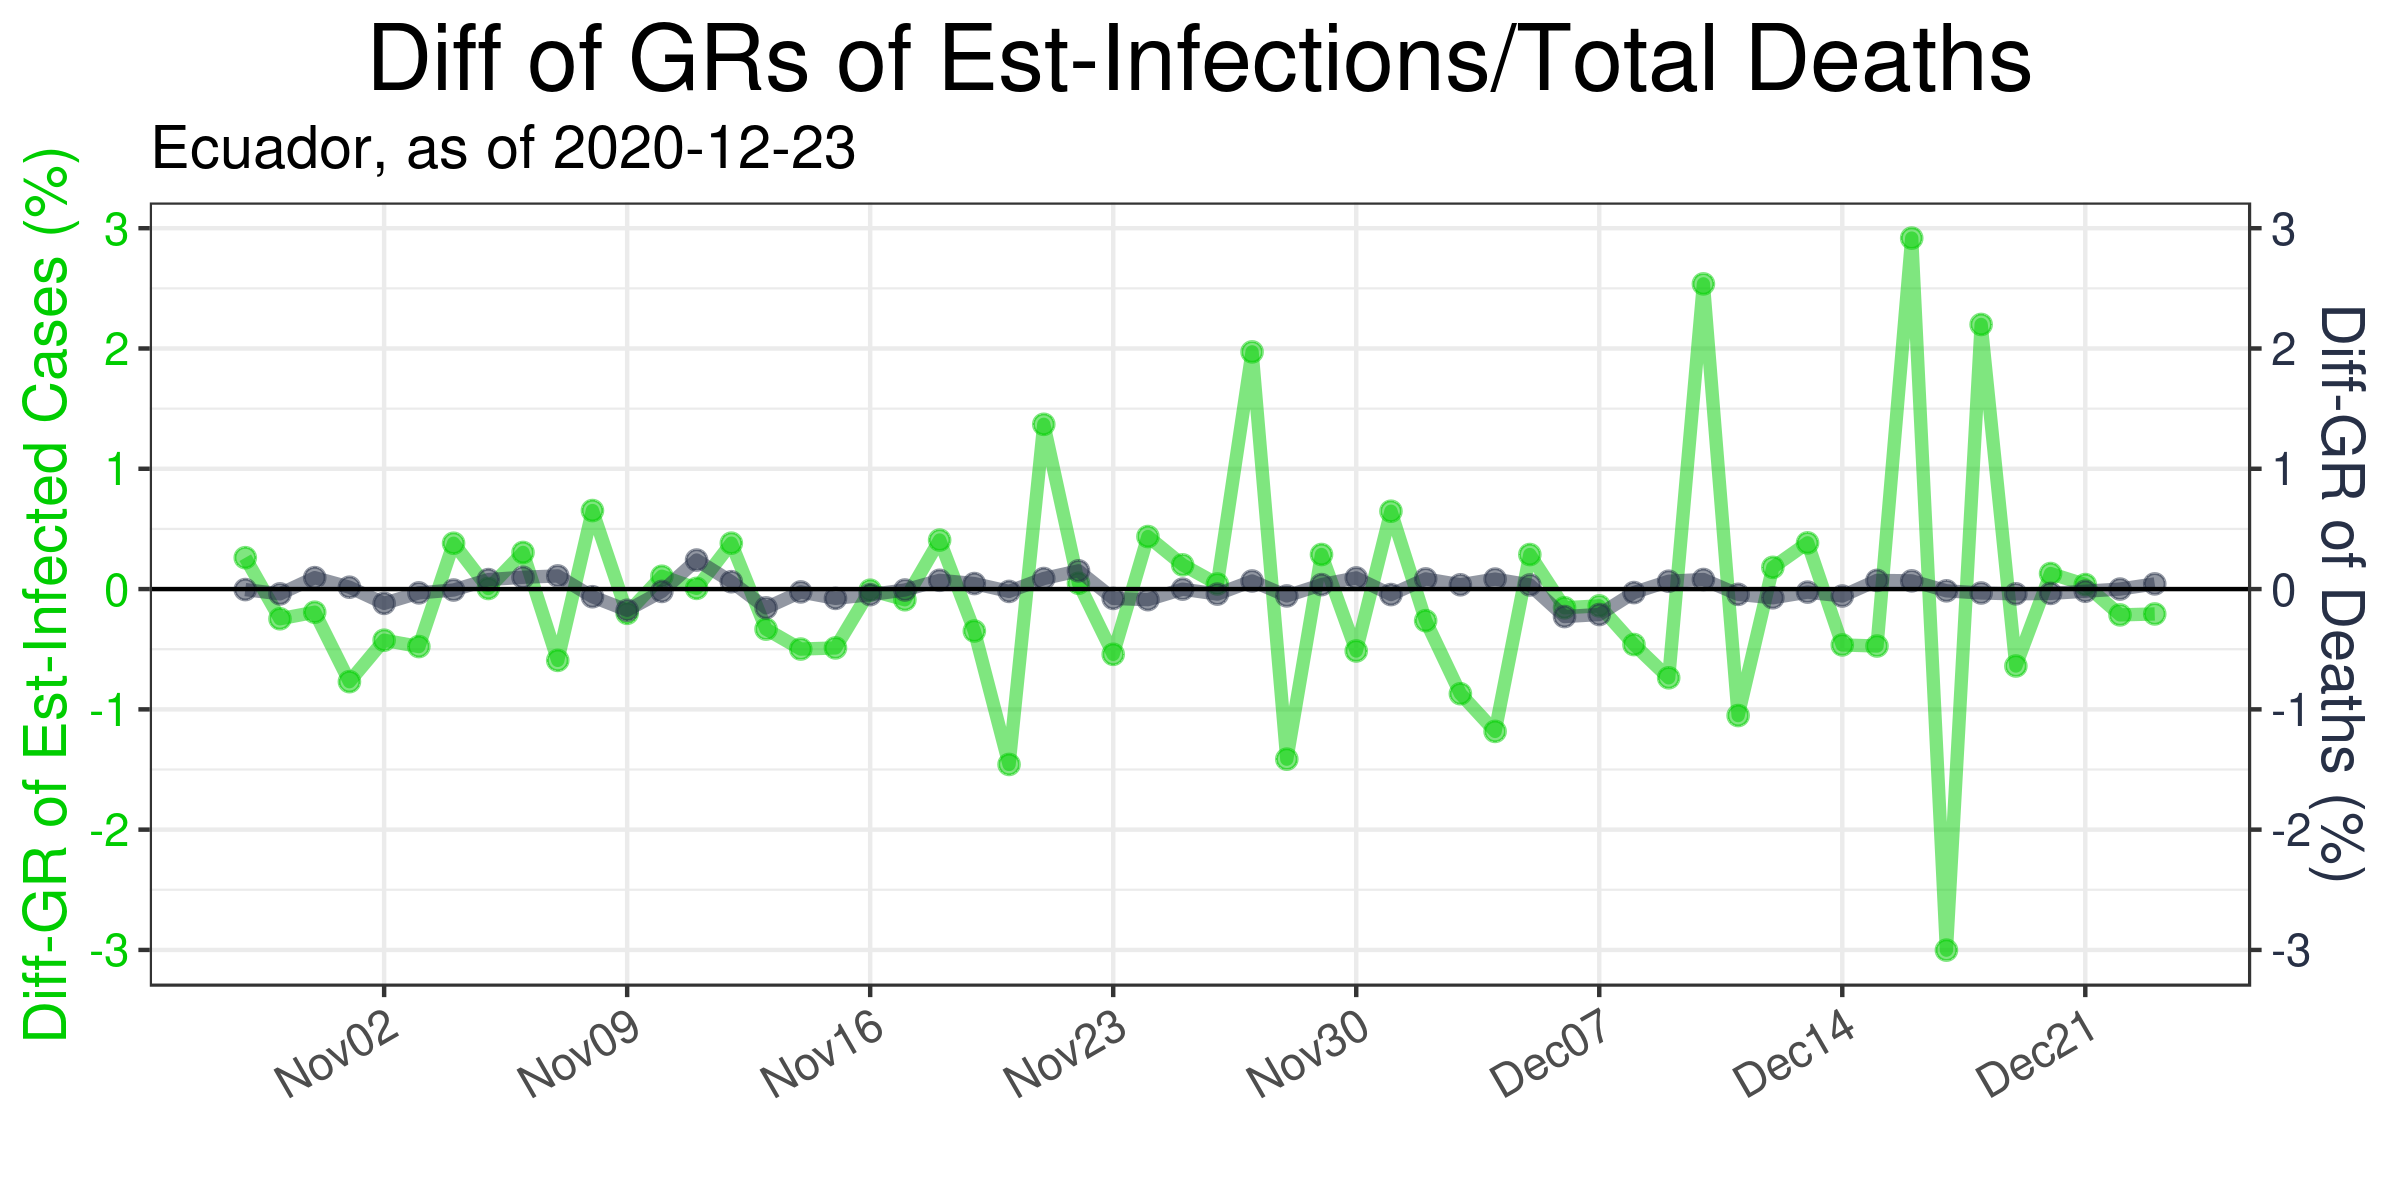 Diff of GRs of Est-Infections/Total Deaths
Ecuador, as of 2020-12-23
Diff-GR of Est-Infected Cases (%)
3
2
1
0
-1
-2
-3
3
2
1
0
-1
-2
-3
Diff-GR of Deaths (%)
Nov02
Nov09
Nov16
Nov23
Nov30
Dec07
Dec14
Dec21